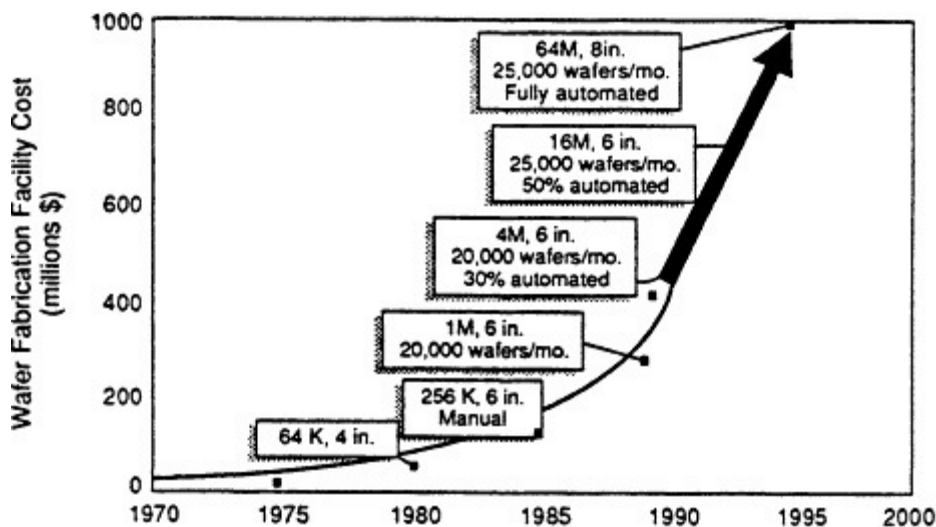 Wafer Fabrication Facility Cost
(millions $)
1000
800
600
400
200
0
64M, 8in.
25,000 wafers/mo.
Fully automated
16M, 6 in.
25,000 wafers/mo.
50% automated
4M, 6 in.
20,000 wafers/mo.
30% automated
1M, 6 in.
20,000 wafers/mo.
256 K, 6 in.
Manual
64 K, 4 in.
1970 1975 1980 1985 1990 1995 2000